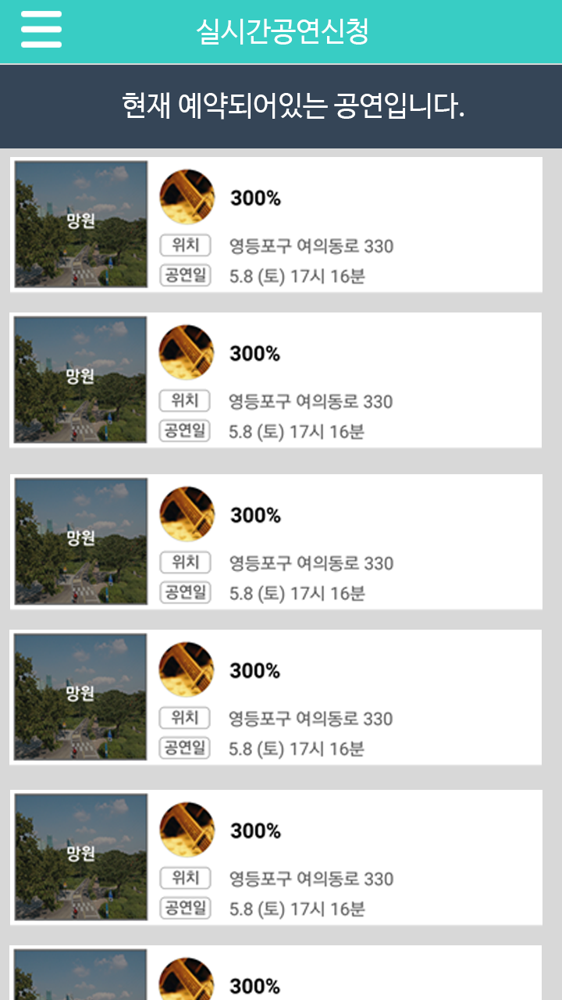 실시간공연신청
현재 예약되어있는 공연입니다.
망원
300%
위치 영등포구 여의동로 330
공연일 5.8 (토) 17시 16분
망원
300%
위치 영등포구 여의동로 330
공연일 5.8 (토) 17시 16분
망원
300%
위치 영등포구 여의동로 330
공연일 5.8 (토) 17시 16분
망원
300%
위치 영등포구 여의동로 330
공연일 5.8 (토) 17시 16분
망원
300%
위치 영등포구 여의동로 330
공연일 5.8 (토) 17시 16분
300%